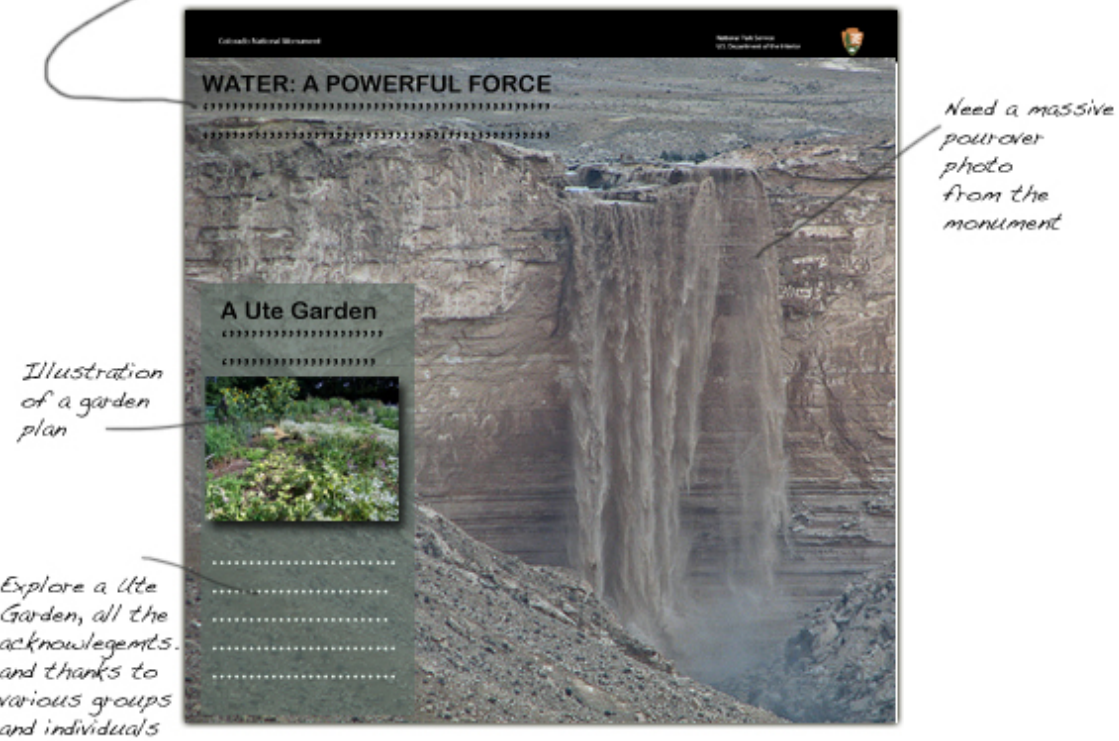 Colorado National Monument
National Park Service
U.S. Department of the Interior
WATER: A POWERFUL FORCE
Need a massive
pourover
photo
from the
monument
A Ute Garden
Illustration
of a garden
plan
Explore a Ute
Garden, all the
acknowlegemts.
and thanks to
various groups
and individuals